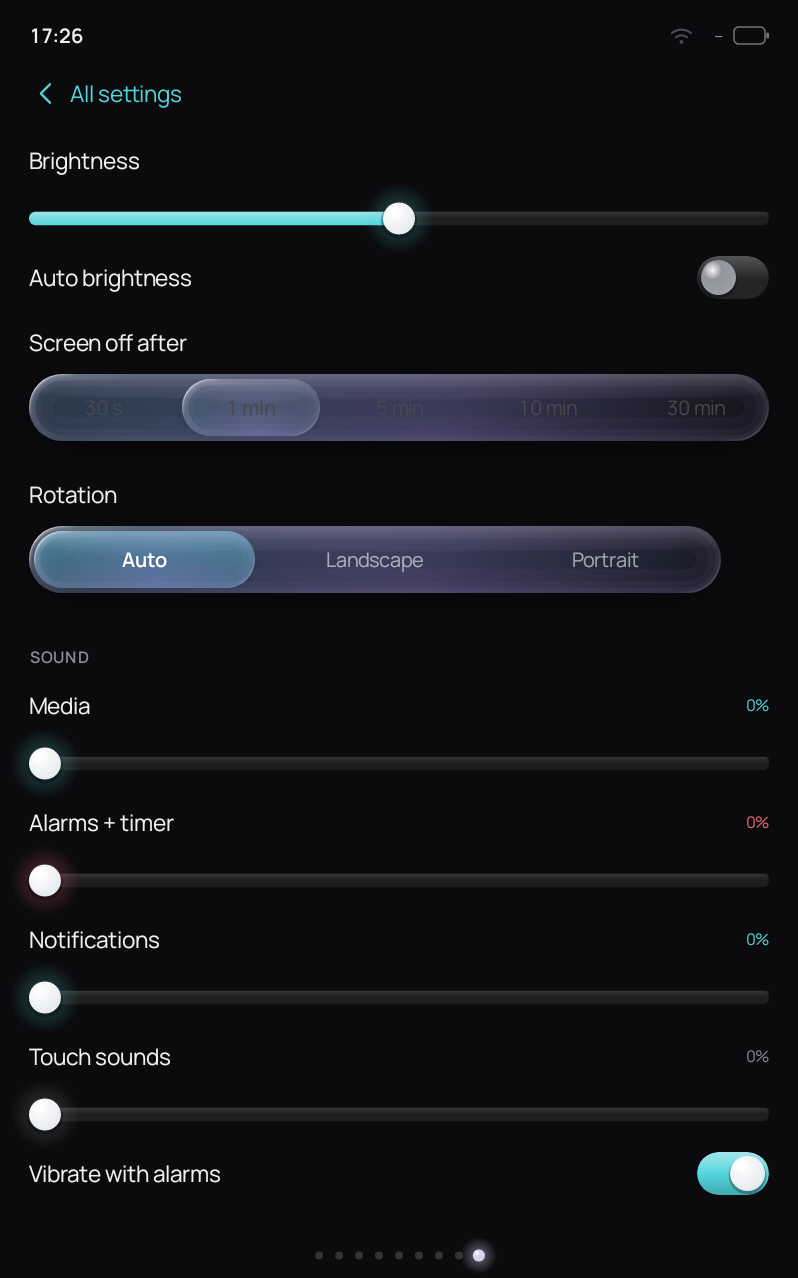 17:26
–
All settings
Brightness
Auto brightness
Screen off after
30 s 1 min 5 min 10 min 30 min
Rotation
Auto Landscape Portrait
SOUND
Media 0%
Alarms + timer 0%
Notifications 0%
Touch sounds 0%
Vibrate with alarms